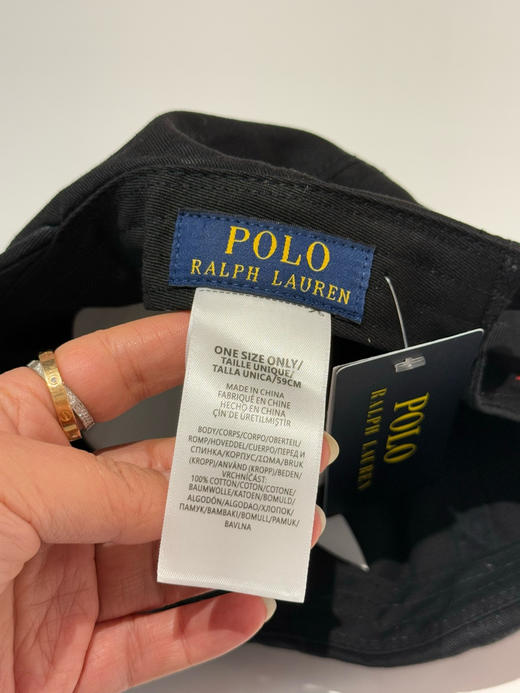 POLO
RALPH LAUREN
ONE SIZE ONLY/
TAILLE UNIQUE/
TALLA UNICA/59CM
MADE IN CHINA
FABRIQUÉ EN CHINE
HECHO EN CHINA
ÇİN'DE ÜRETİLMİŞTİR
BODY/CORPS/CORPO/OBERTEIL/
ROMP/HOVEDDEL/CUERPO/ПЕРЕД И
СПИНКА/КОРПУС/ΣΩΜΑ/BRUK
(KROPP)/ANVÄND (KROPP)/BEDEN/
VRCHNÍČÁST:
100% COTTON/COTON/COTONE/
BAUMWOLLE/KATOEN/BOMULD/
ALGODÓN/ALGODAO/ХЛОПОК/
ПАМУК/BAMBAKI/BOMULL/PAMUK/
BAVLNA
POLO
RALPH LAUREN